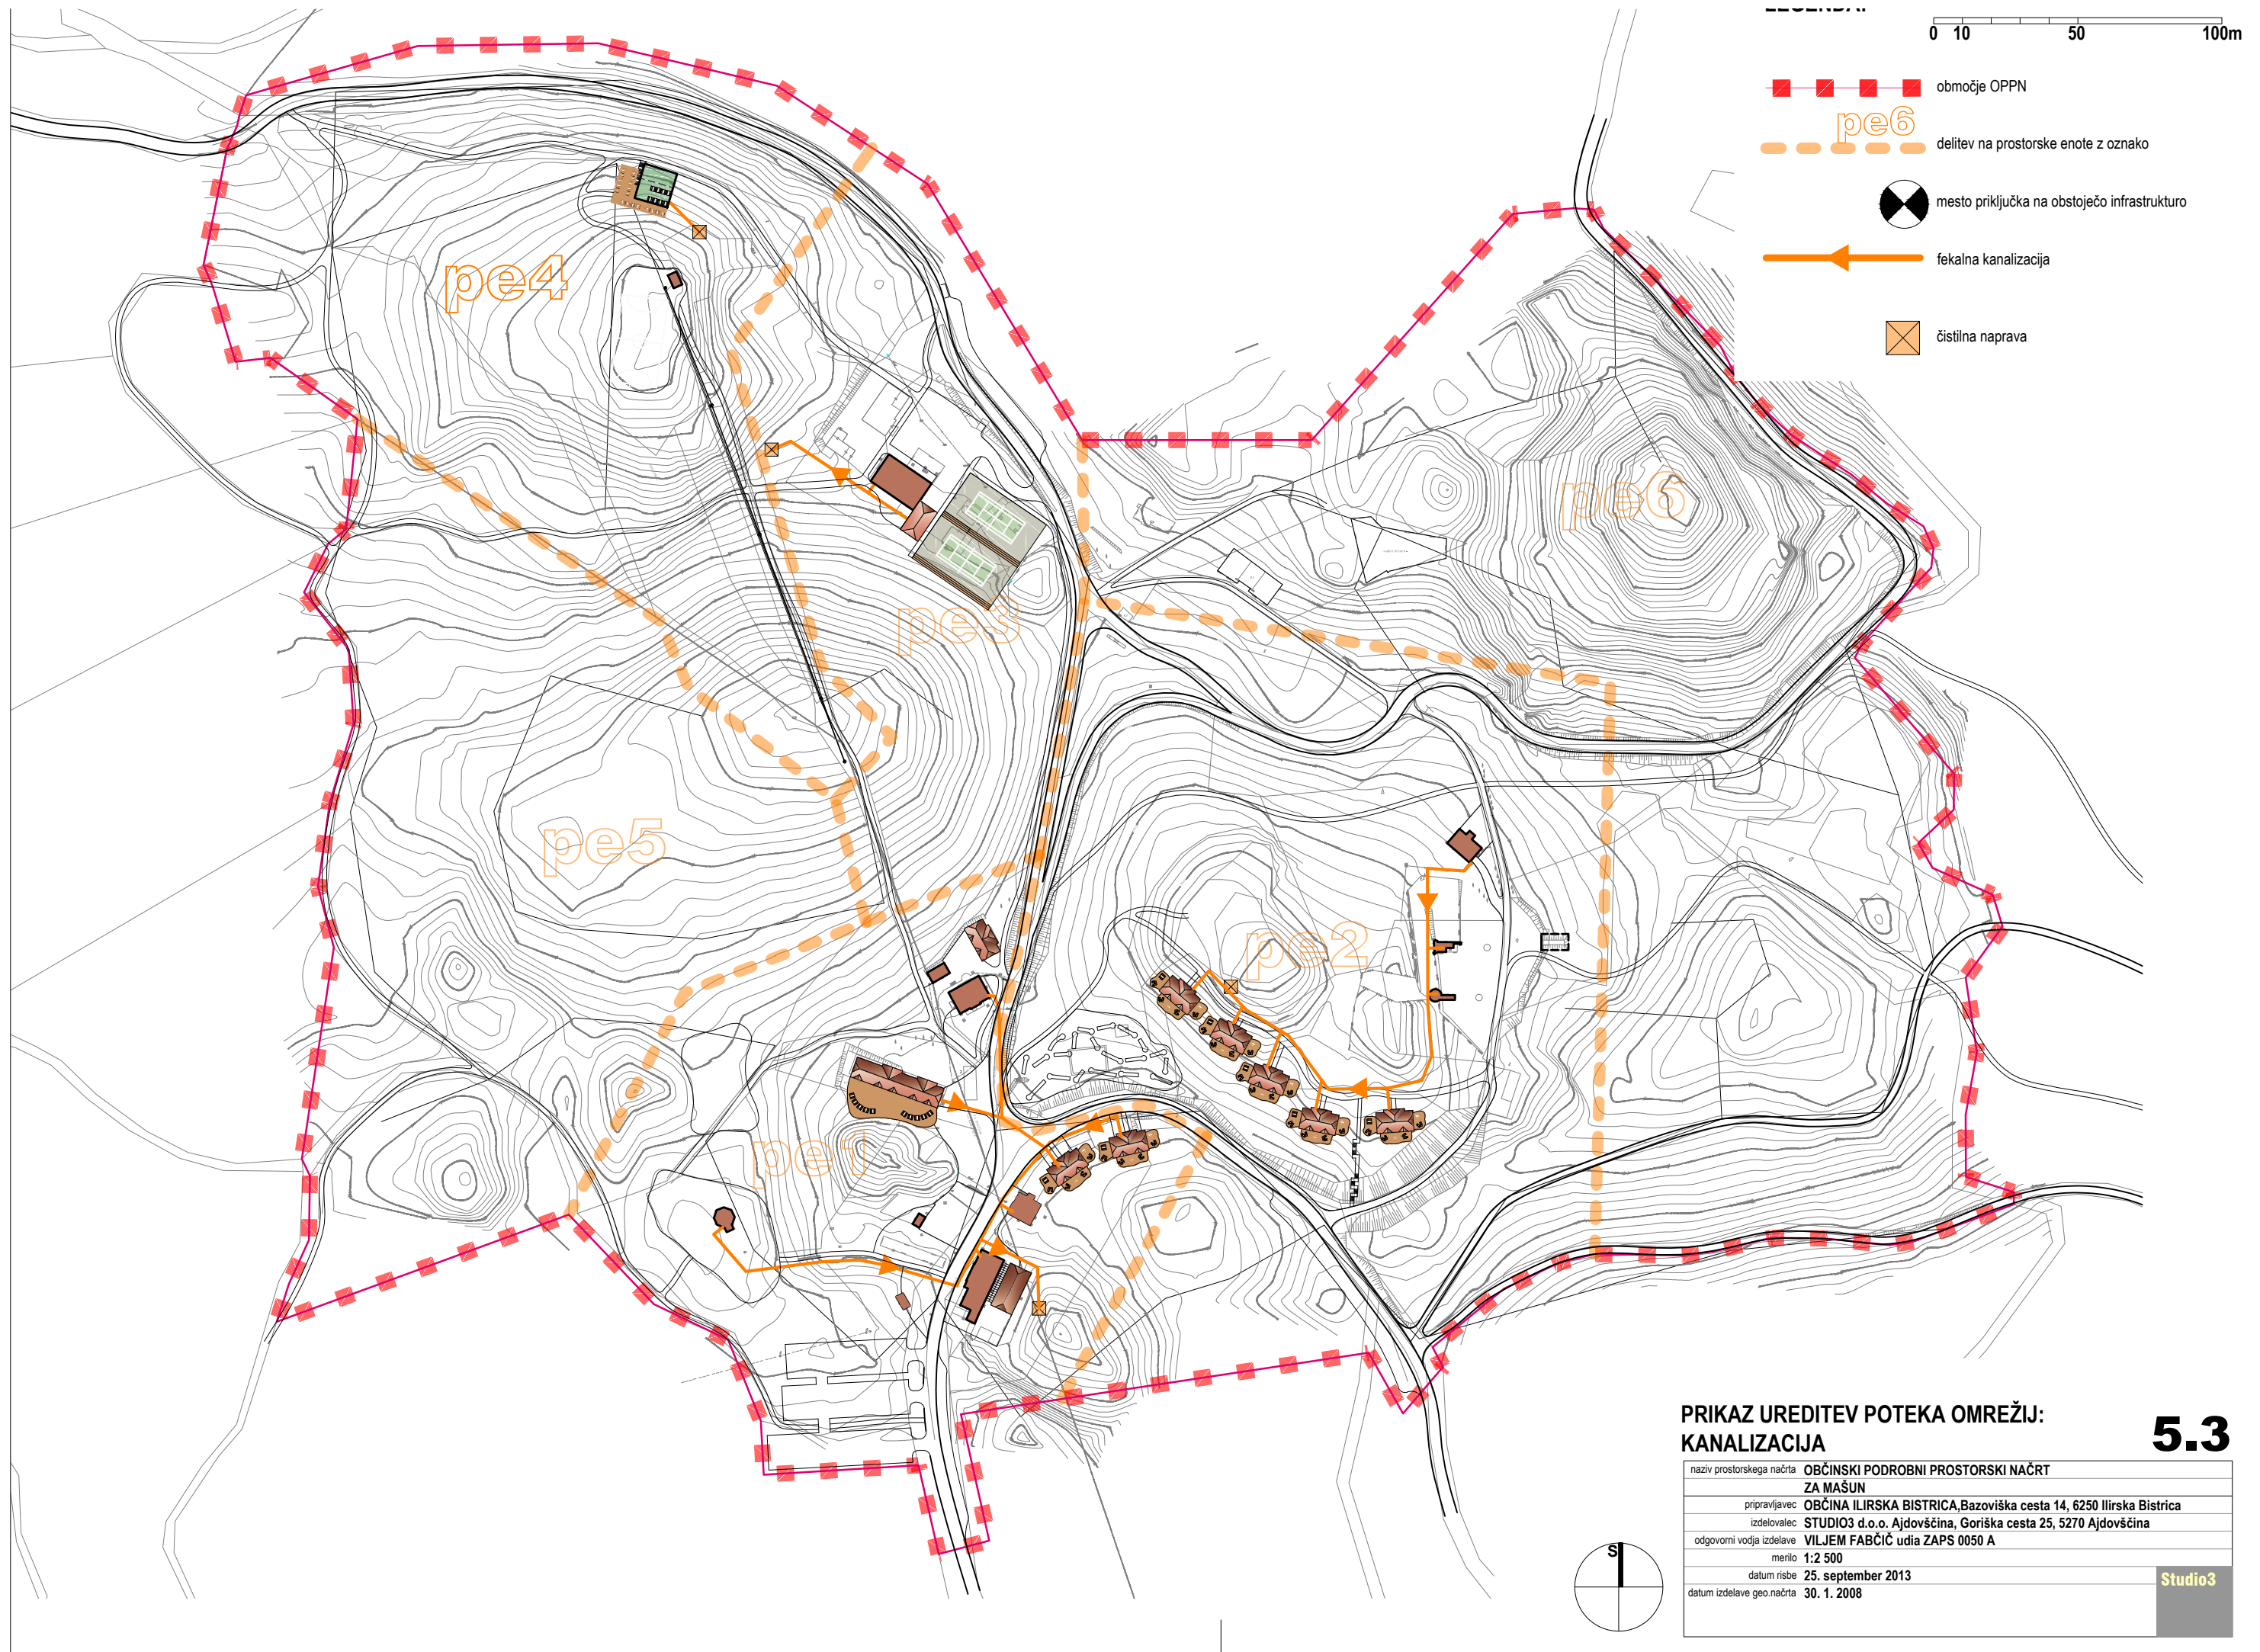 0 10 50 100m
območje OPPN
pe6
delitev na prostorske enote z oznako
mesto priključka na obstoječo infrastrukturo
fekalna kanalizacija
čistilna naprava
pe4
pe6
pe3
pe5
pe2
pe1
PRIKAZ UREDITEV POTEKA OMREŽIJ:
KANALIZACIJA
5.3
naziv prostorskega načrta OBČINSKI PODROBNI PROSTORSKI NAČRT
ZA MAŠUN
pripravljavec OBČINA ILIRSKA BISTRICA,Bazoviška cesta 14, 6250 Ilirska Bistrica
izdelovalec STUDIO3 d.o.o. Ajdovščina, Goriška cesta 25, 5270 Ajdovščina
odgovorni vodja izdelave VILJEM FABČIČ udia ZAPS 0050 A
merilo 1:2 500
datum risbe 25. september 2013
datum izdelave geo.načrta 30. 1. 2008
Studio3
S